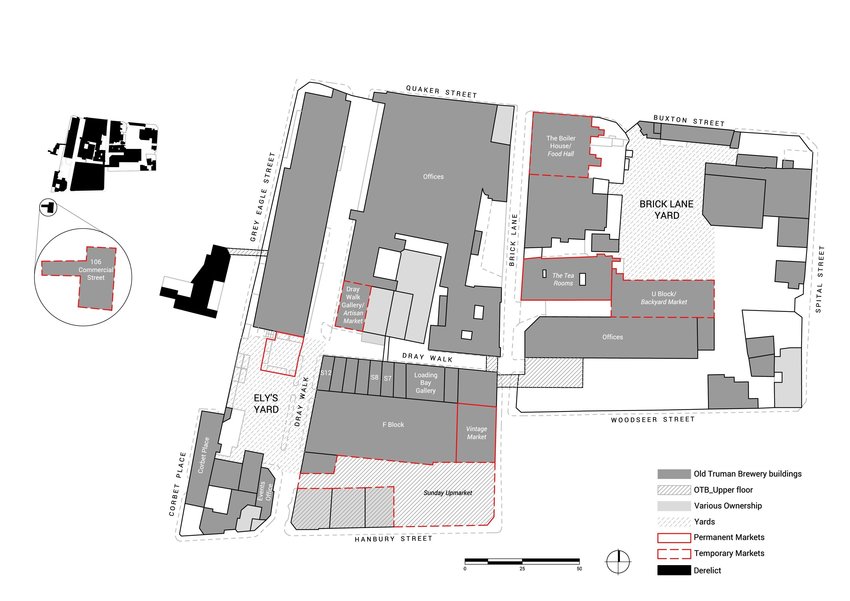 QUAKER STREET
BUXTON STREET
GREY EAGLE STREET
The Boiler
House/
Food Hall
Offices
BRICK LANE
YARD
BRICK LANE
SPITAL STREET
106
Commercial
Street
The Tea
Rooms
Dray
Walk
Gallery/
Artisan
Market
U Block/
Backyard Market
Offices
DRAY WALK
S12
S8
S7
Loading
Bay
Gallery
ELY'S
YARD
DRAY WALK
WOODSEER STREET
F Block
Vintage
Market
Corbet Place
CORBET PLACE
Office
Sunday Upmarket
HANBURY STREET
Old Truman Brewery buildings
OTB_Upper floor
Various Ownership
Yards
Permanent Markets
Temporary Markets
Derelict
0
25
50